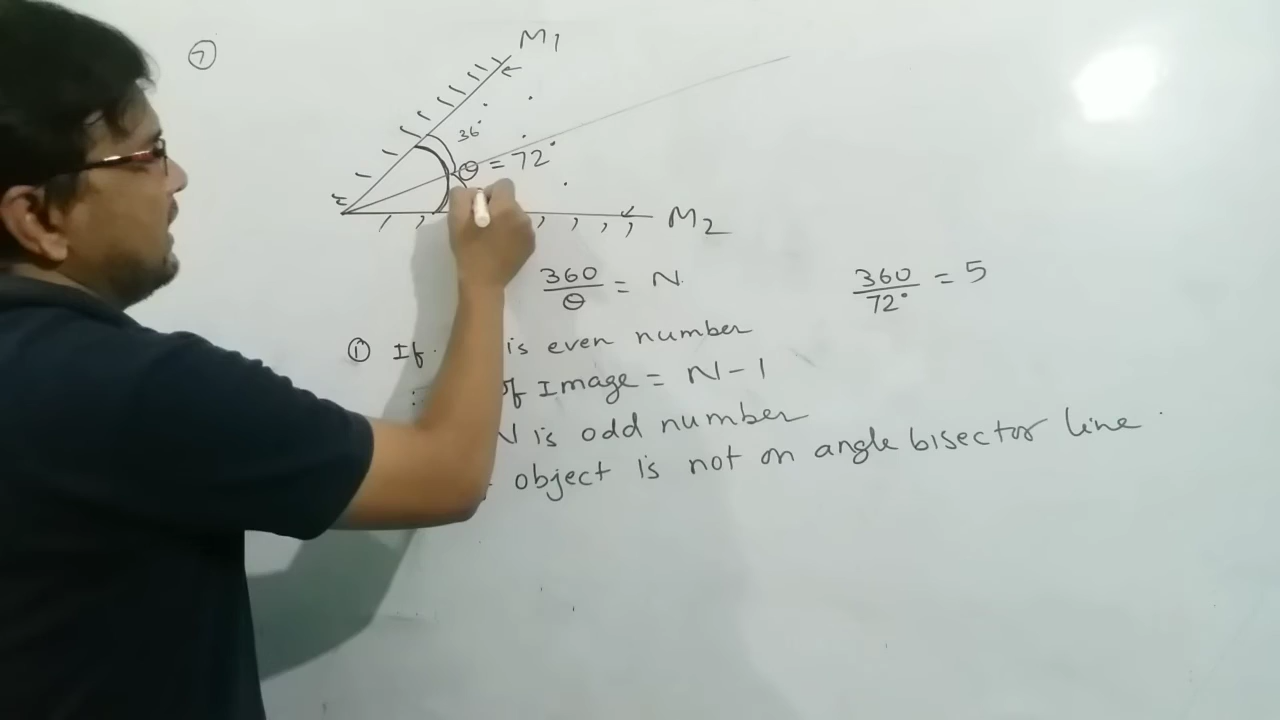 7
M1
36°
θ = 72°
M2
360/θ = N
360/72° = 5
① If is even number
of Image = N - 1
N is odd number
object is not on angle bisector line